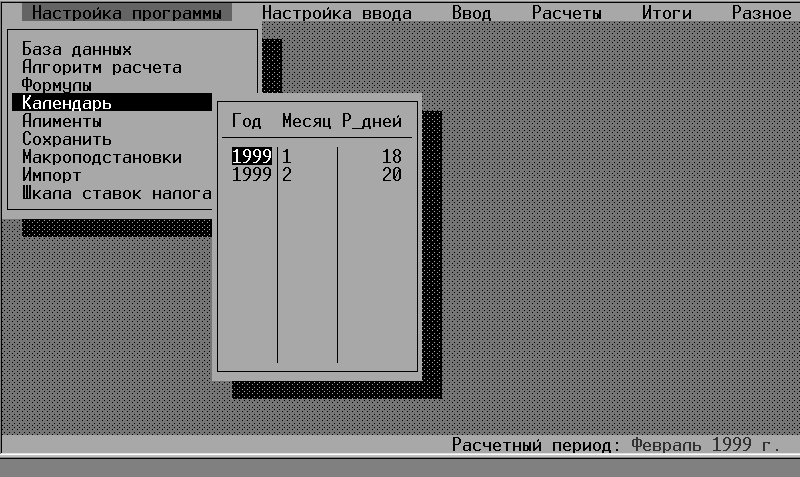 Настройка программы Настройка ввода Ввод Расчеты Итоги Разное
База данных
Алгоритм расчета
Формулы
Календарь
Алименты
Сохранить
Макроподстановки
Импорт
Шкала ставок налога
Год Месяц Р_дней
1999 1 18
1999 2 20
Расчетный период: Февраль 1999 г.